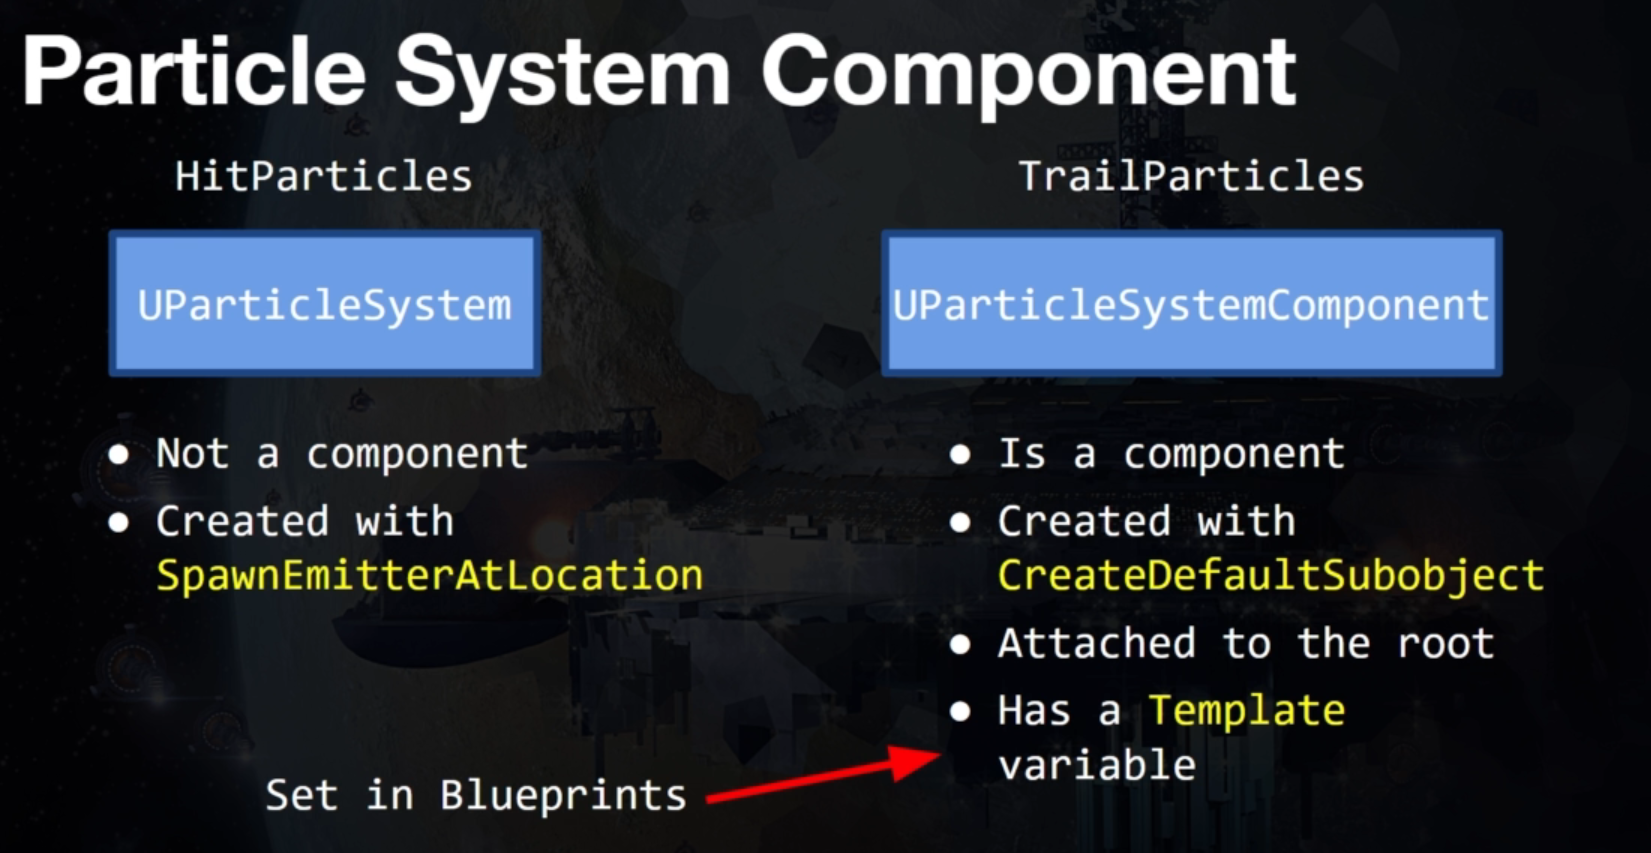 Particle System Component
HitParticles
UParticleSystem
● Not a component
● Created with
SpawnEmitterAtLocation
TrailParticles
UParticleSystemComponent
● Is a component
● Created with
CreateDefaultSubobject
● Attached to the root
● Has a Template
variable
Set in Blueprints